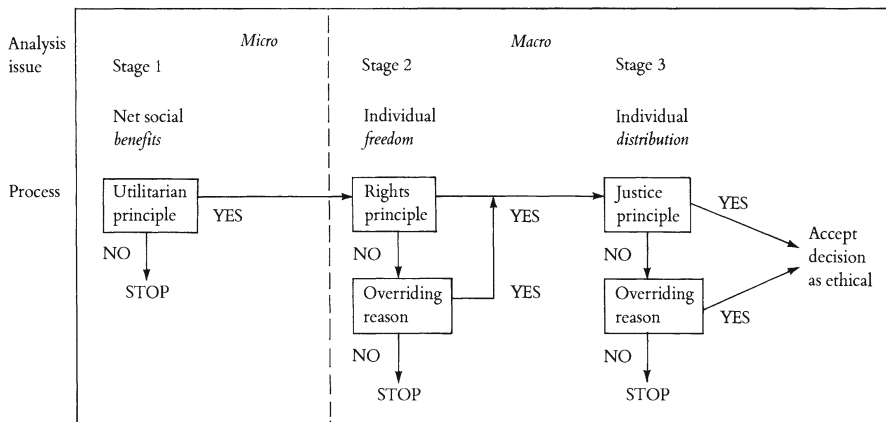 Micro
Macro
Analysis
issue
Stage 1
Stage 2
Stage 3
Net social
benefits
Individual
freedom
Individual
distribution
Process
Utilitarian
principle
YES
Rights
principle
YES
Justice
principle
YES
NO
STOP
NO
NO
Accept
decision
as ethical
Overriding
reason
YES
Overriding
reason
YES
NO
STOP
NO
STOP